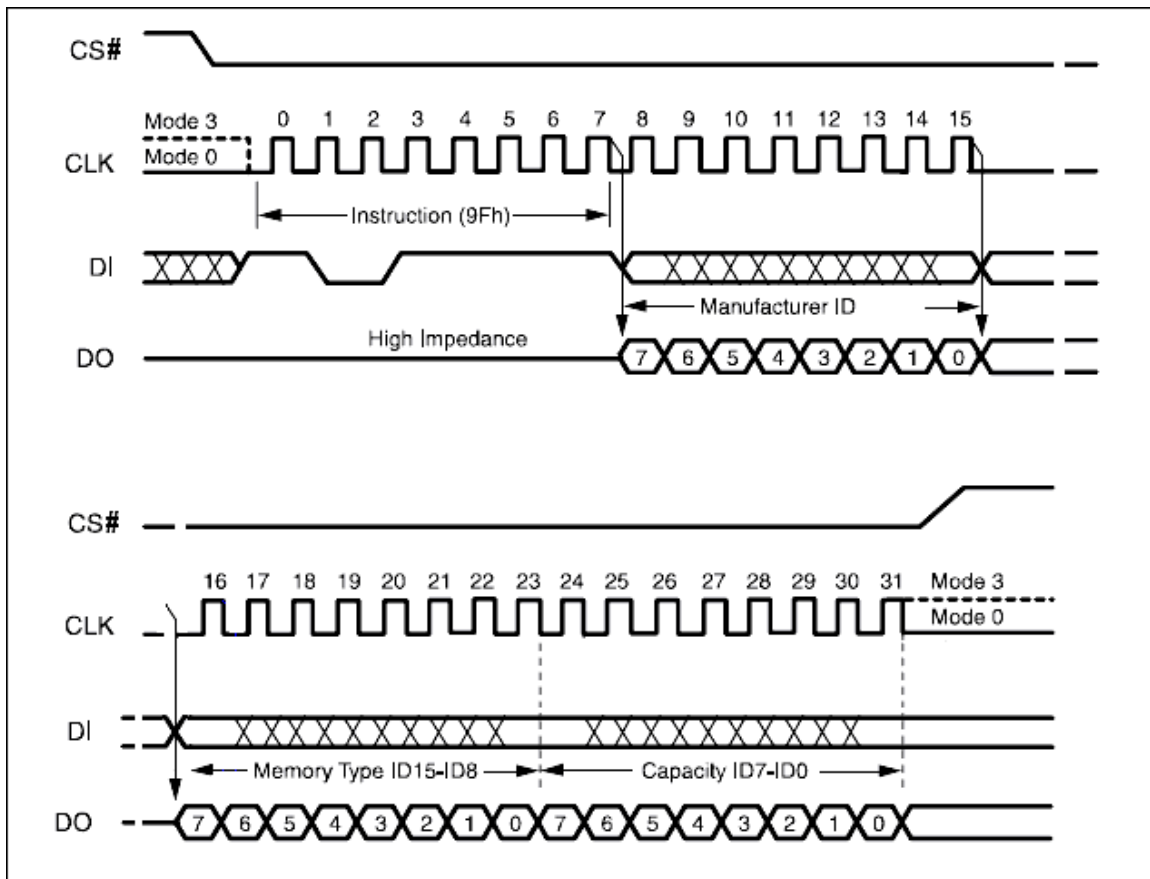 CS#
Mode 3
0 1 2 3 4 5 6 7 8 9 10 11 12 13 14 15
Mode 0
CLK
Instruction (9Fh)
DI
Manufacturer ID
High Impedance
DO
7 6 5 4 3 2 1 0
CS#
16 17 18 19 20 21 22 23 24 25 26 27 28 29 30 31 Mode 3
CLK
Mode 0
DI
Memory Type ID15-ID8
Capacity ID7-ID0
DO
7 6 5 4 3 2 1 0 7 6 5 4 3 2 1 0